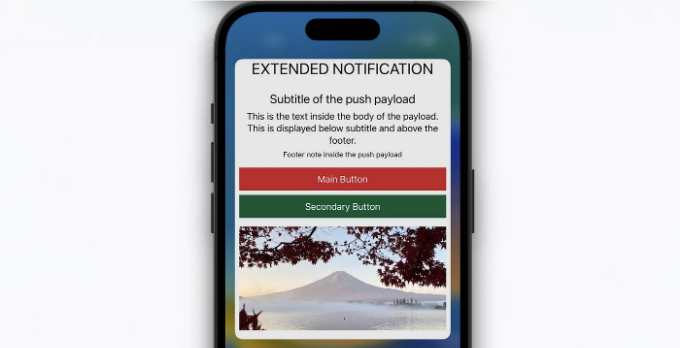 EXTENDED NOTIFICATION
Subtitle of the push payload
This is the text inside the body of the payload.
This is displayed below subtitle and above the
footer.
Footer note inside the push payload
Main Button
Secondary Button